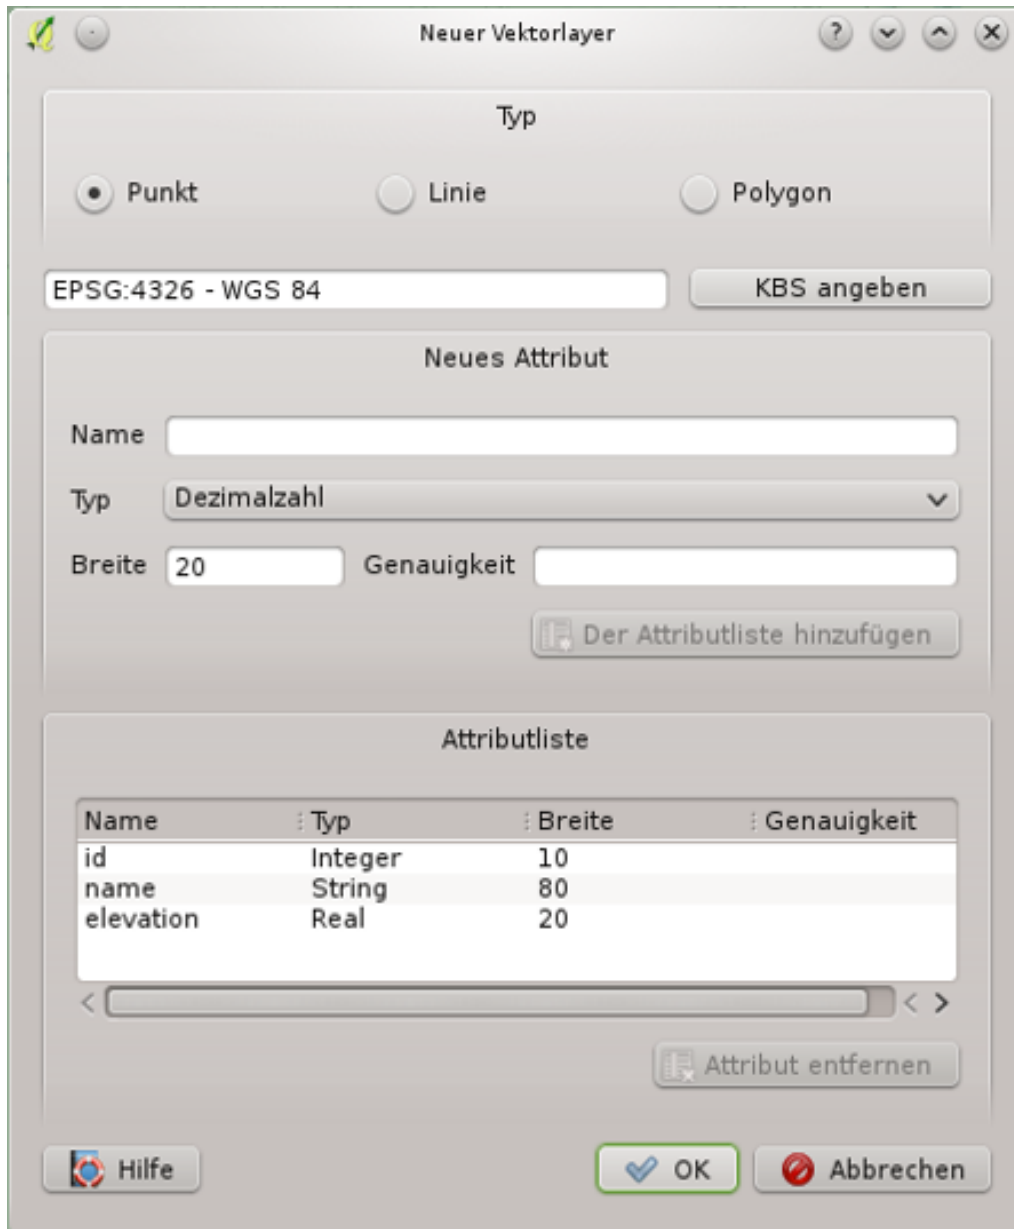 Neuer Vektorlayer
Typ
Punkt Linie Polygon
EPSG:4326 - WGS 84 KBS angeben
Neues Attribut
Name
Typ Dezimalzahl
Breite 20 Genauigkeit
Der Attributliste hinzufügen
Attributliste
Name Typ Breite Genauigkeit
id Integer 10
name String 80
elevation Real 20
Attribut entfernen
Hilfe OK Abbrechen